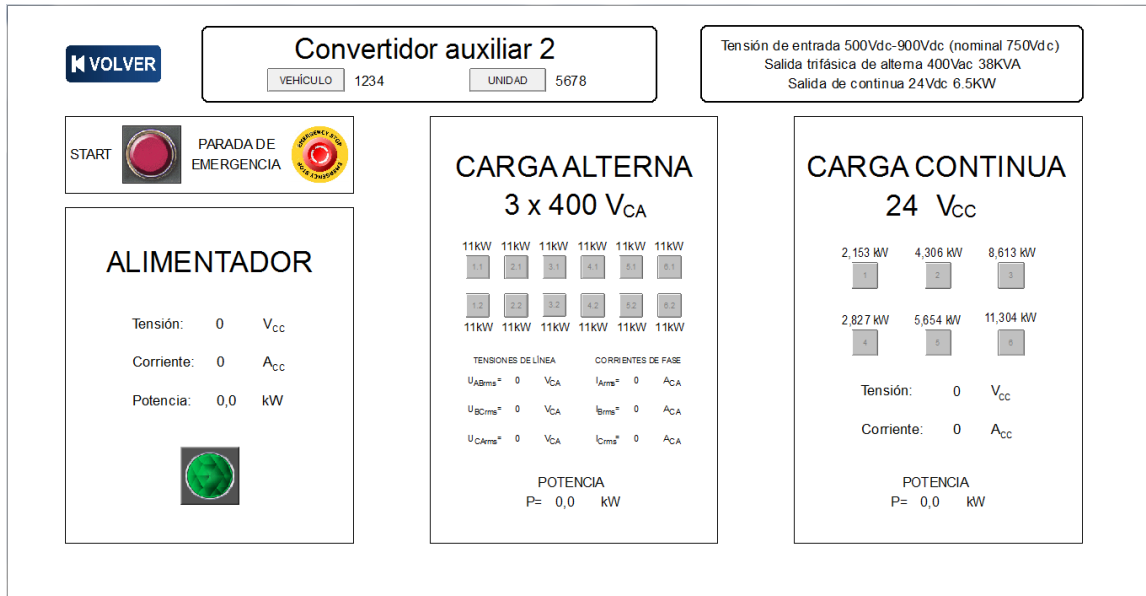 VOLVER
Convertidor auxiliar 2
VEHÍCULO 1234 UNIDAD 5678
Tensión de entrada 500Vdc-900Vdc (nominal 750Vdc)
Salida trifásica de alterna 400Vac 38KVA
Salida de continua 24Vdc 6.5KW
START
PARADA DE
EMERGENCIA
EMERGENCY STOP
EMERGENCY STOP
ALIMENTADOR
Tensión: 0 VCC
Corriente: 0 ACC
Potencia: 0,0 kW
CARGA ALTERNA
3 x 400 VCA
11kW 11kW 11kW 11kW 11kW 11kW
1.1 2.1 3.1 4.1 5.1 6.1
1.2 2.2 3.2 4.2 5.2 6.2
11kW 11kW 11kW 11kW 11kW 11kW
TENSIONES DE LÍNEA CORRIENTES DE FASE
UABrms= 0 VCA IArms= 0 ACA
UBCrms= 0 VCA IBrms= 0 ACA
UCArms= 0 VCA ICrms= 0 ACA
POTENCIA
P= 0,0 kW
CARGA CONTINUA
24 VCC
2,153 kW 4,306 kW 8,613 kW
1 2 3
2,827 kW 5,654 kW 11,304 kW
4 5 6
Tensión: 0 VCC
Corriente: 0 ACC
POTENCIA
P= 0,0 kW